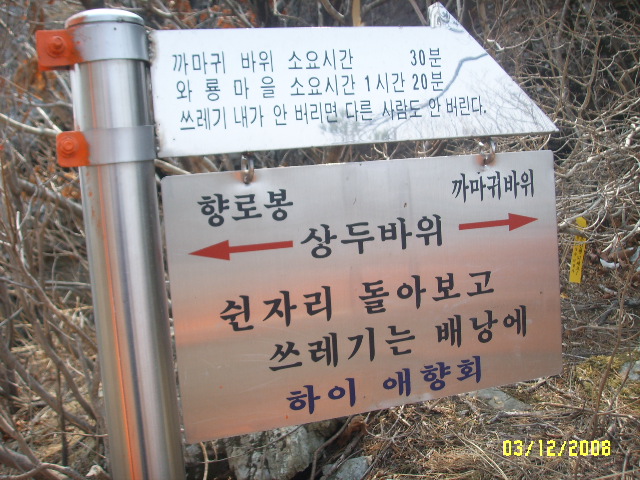 까마귀 바위 소요시간 30분
와룡마을 소요시간 1시간 20분
쓰레기 내가 안 버리면 다른 사람도 안 버린다.
향로봉 까마귀바위
상두바위
쉰자리 돌아보고
쓰레기는 배낭에
하이 애향회
03/12/2008